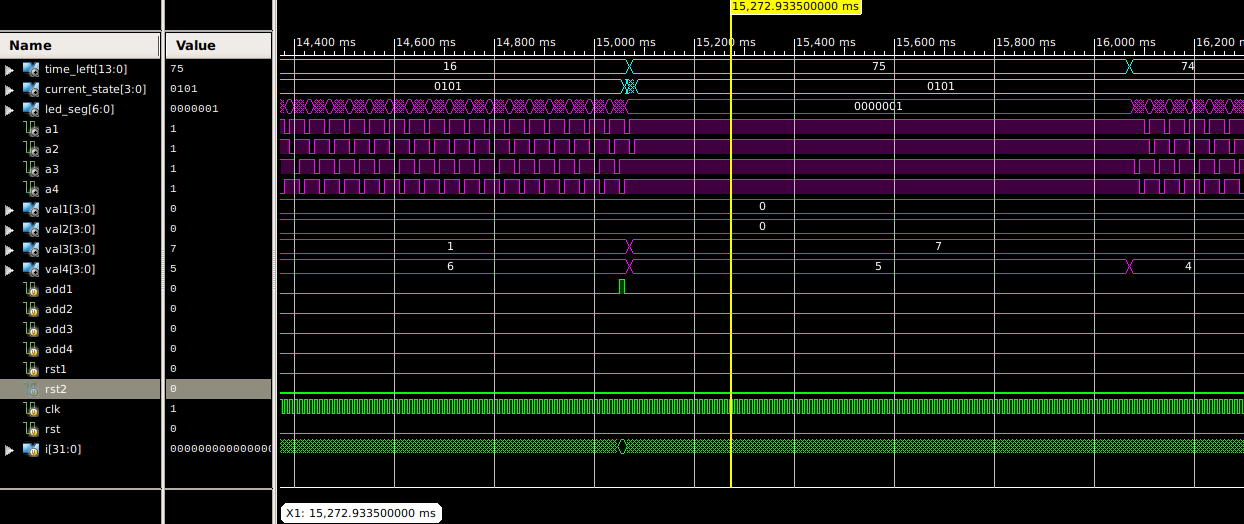 15,272.933500000 ms
Name Value
14,400 ms 14,600 ms 14,800 ms 15,000 ms 15,200 ms 15,400 ms 15,600 ms 15,800 ms 16,000 ms 16,200 m
time_left[13:0] 75 16 75 74
current_state[3:0] 0101 0101 0101
led_seg[6:0] 0000001 0000001
a1 1
a2 1
a3 1
a4 1
val1[3:0] 0 0
val2[3:0] 0 0
val3[3:0] 7 1 7
val4[3:0] 5 6 5 4
add1 0
add2 0
add3 0
add4 0
rst1 0
rst2 0
clk 1
rst 0
i[31:0]
X1: 15,272.933500000 ms